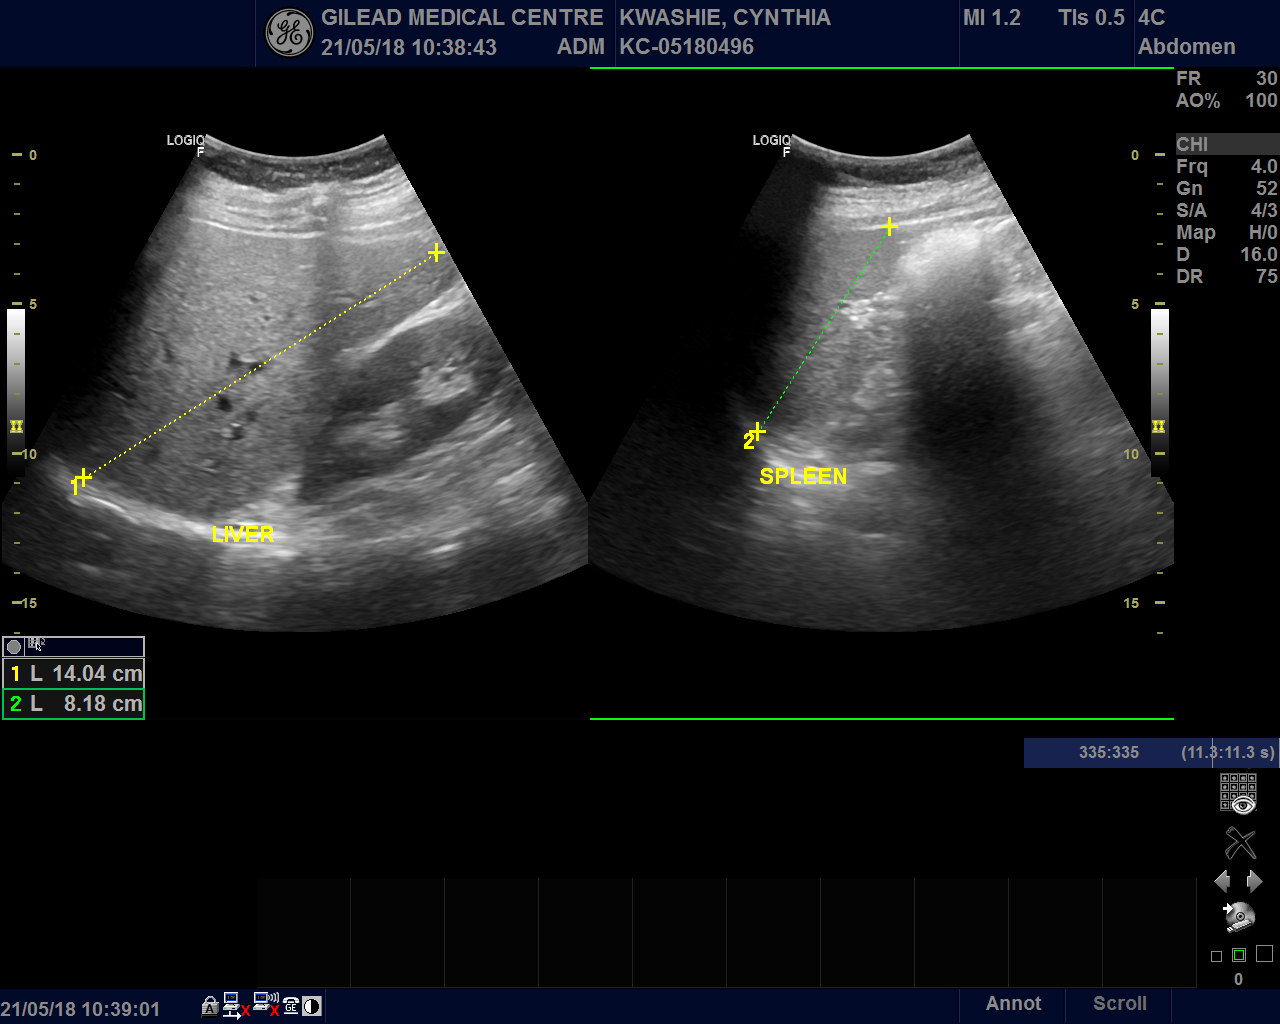 GILEAD MEDICAL CENTRE
21/05/18 10:38:43 ADM
KWASHIE, CYNTHIA
KC-05180496
MI 1.2 TIs 0.5
4C
Abdomen
FR 30
AO% 100
CHI
Frq 4.0
Gn 52
S/A 4/3
Map H/0
D 16.0
DR 75
LOGIQ
F
0
5
10
15
1
LIVER
LOGIQ
F
0
5
10
15
2
SPLEEN
1 L 14.04 cm
2 L 8.18 cm
335:335 (11.3:11.3 s)
0
21/05/18 10:39:01
A
X
X
GE
Annot
Scroll